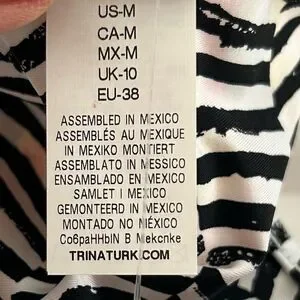 US-M
CA-M
MX-M
UK-10
EU-38
ASSEMBLED IN MEXICO
ASSEMBLÉS AU MEXIQUE
IN MEXIKO MONTIERT
ASSEMBLATO IN MESSICO
ENSAMBLADO EN MEXICO
SAMLET I MEXICO
GEMONTEERD IN MEXICO
MONTADO NO MÉXICO
Co6paHHbIN B Mekcnke
TRINATURK.COM